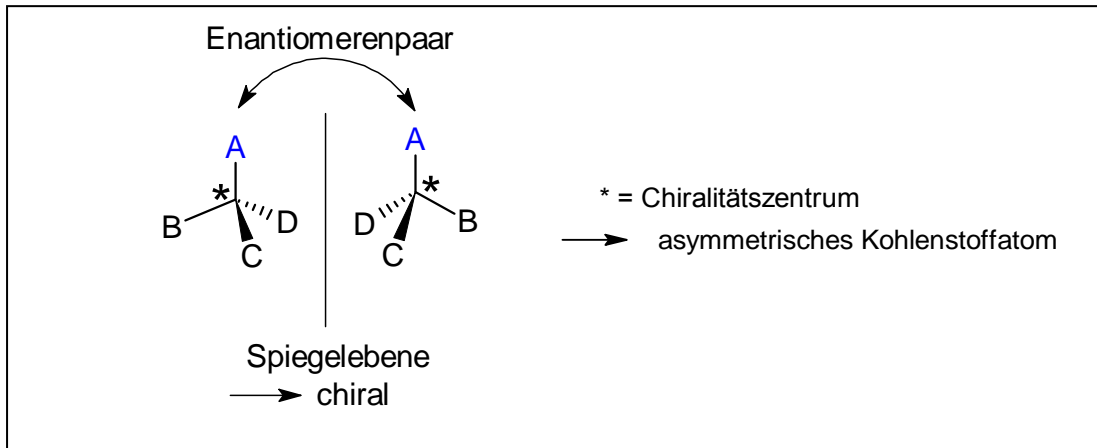 Enantiomerenpaar
A
A
*
*
B
D
D
B
C
C
* = Chiralitätszentrum
asymmetrisches Kohlenstoffatom
Spiegelebene
chiral